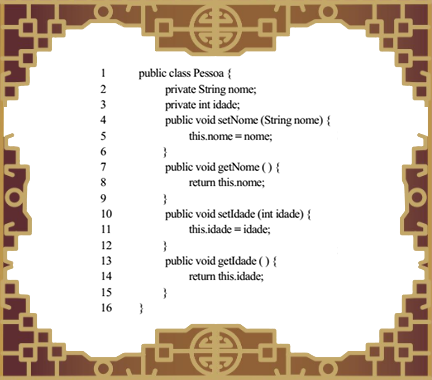 1 public class Pessoa {
2 private String nome;
3 private int idade;
4 public void setNome (String nome) {
5 this.nome = nome;
6 }
7 public void getNome ( ) {
8 return this.nome;
9 }
10 public void setIdade (int idade) {
11 this.idade = idade;
12 }
13 public void getIdade ( ) {
14 return this.idade;
15 }
16 }